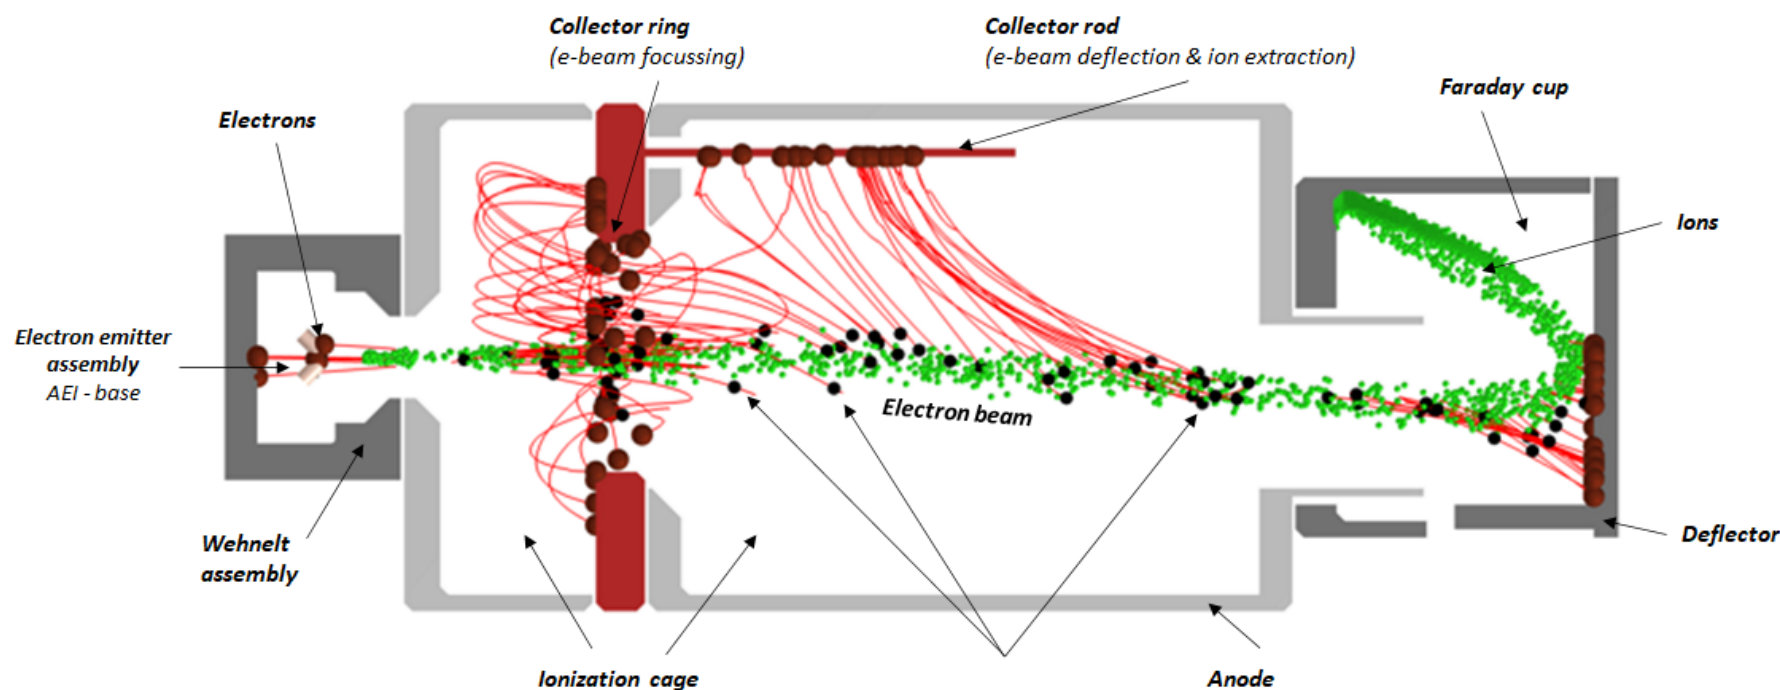 Collector ring
(e-beam focussing)
Collector rod
(e-beam deflection & ion extraction)
Faraday cup
Electrons
Ions
Electron emitter
assembly
AEI - base
Electron beam
Wehnelt
assembly
Deflector
Ionization cage
Anode